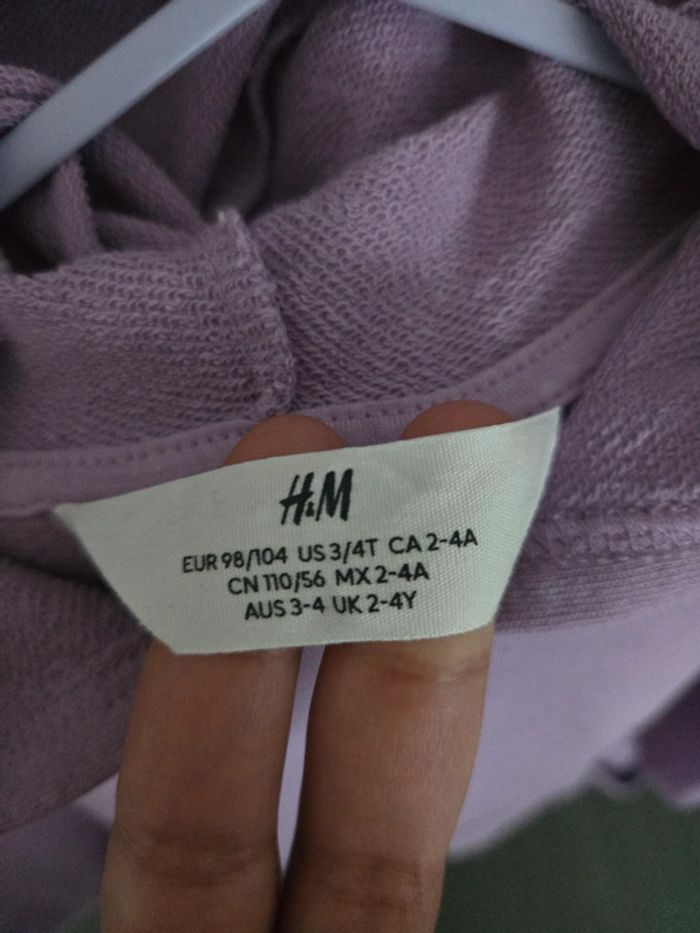 H&M
EUR 98/104 US 3/4T CA 2-4A
CN 110/56 MX 2-4A
AUS 3-4 UK 2-4Y